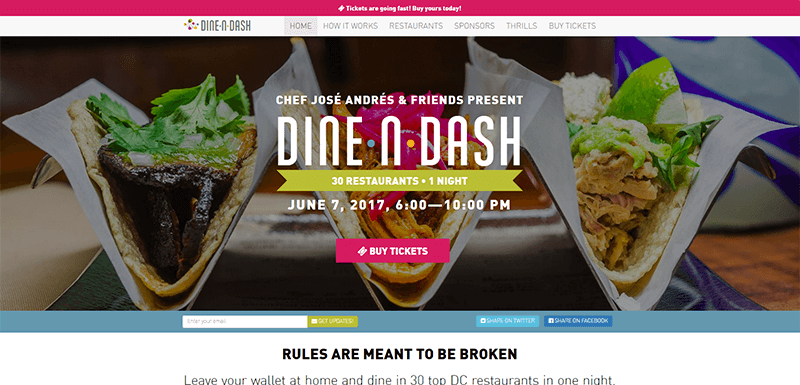 Tickets are going fast! Buy yours today!
DINE•N•DASH HOME HOW IT WORKS RESTAURANTS SPONSORS THRILLS BUY TICKETS
CHEF JOSÉ ANDRÉS & FRIENDS PRESENT
DINE•N•DASH
30 RESTAURANTS • 1 NIGHT
JUNE 7, 2017, 6:00—10:00 PM
BUY TICKETS
Enter your email GET UPDATES! SHARE ON TWITTER SHARE ON FACEBOOK
RULES ARE MEANT TO BE BROKEN
Leave your wallet at home and dine in 30 top DC restaurants in one night.